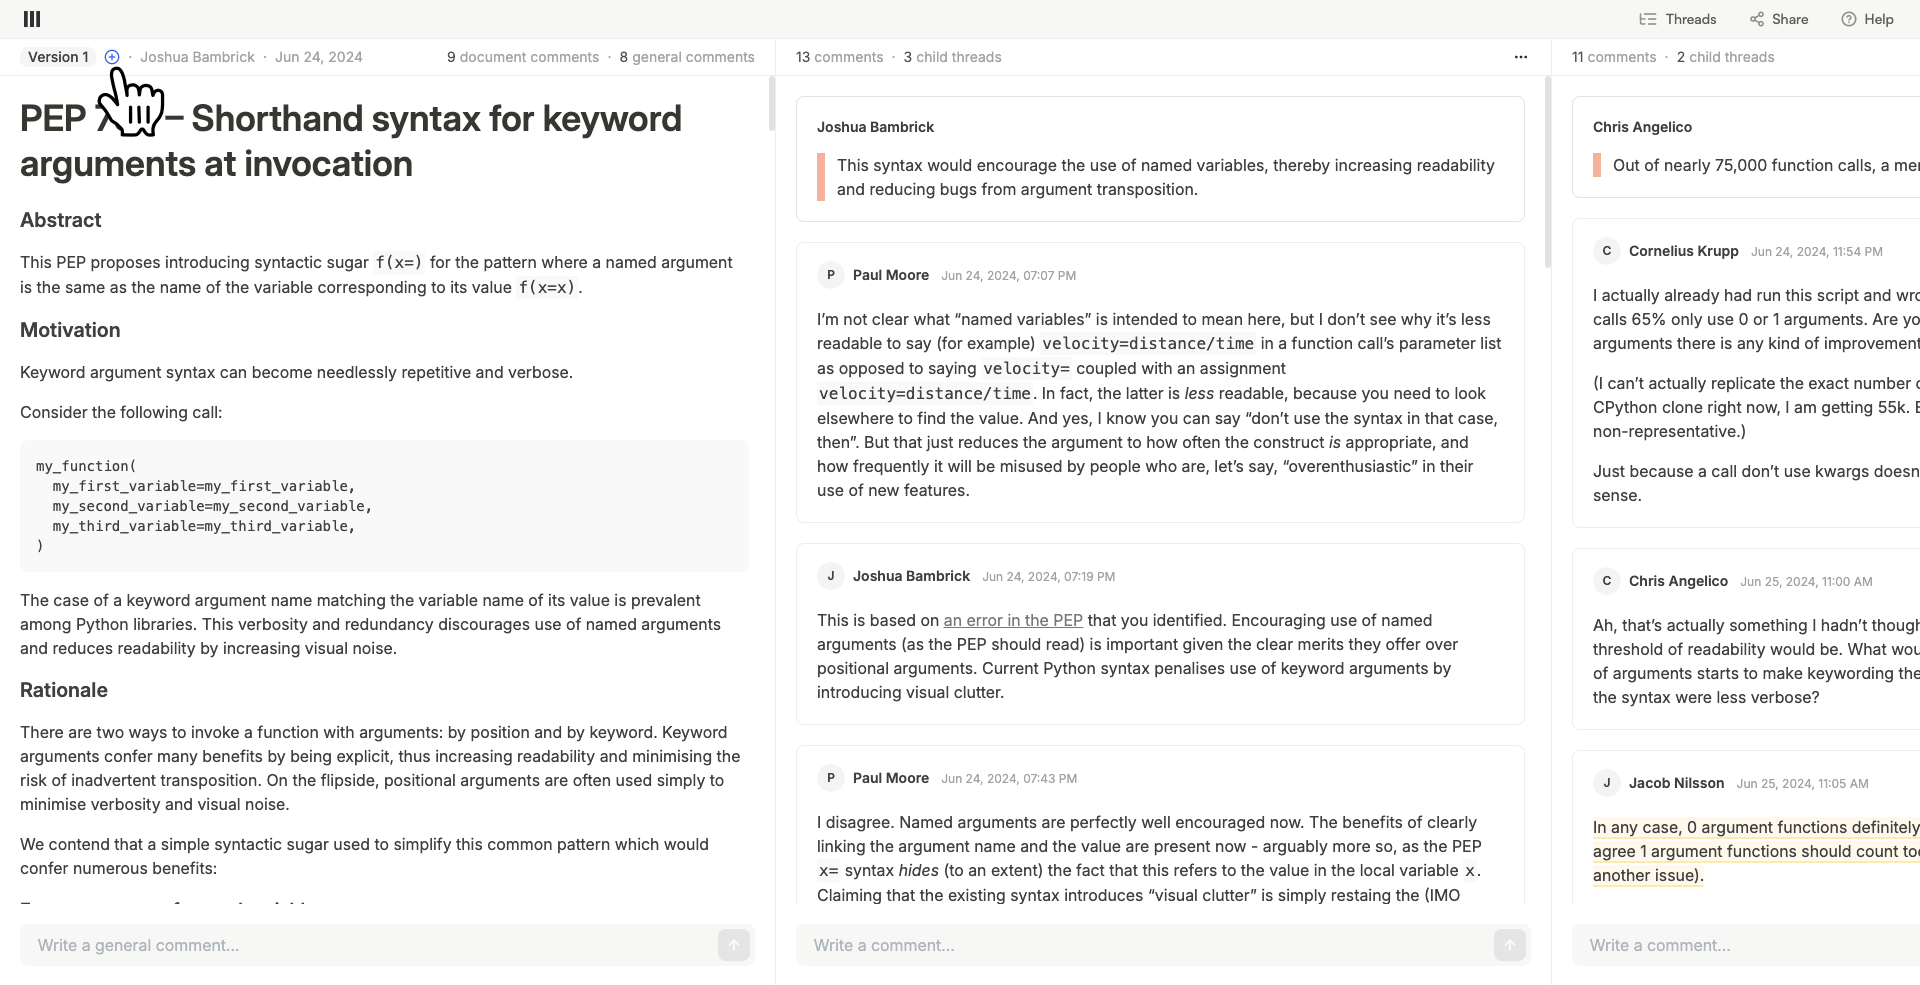 Threads
Share
Help
Version 1 · Joshua Bambrick · Jun 24, 2024
9 document comments · 8 general comments
PEP 7 – Shorthand syntax for keyword
arguments at invocation
Abstract
This PEP proposes introducing syntactic sugar f(x=) for the pattern where a named argument
is the same as the name of the variable corresponding to its value f(x=x).
Motivation
Keyword argument syntax can become needlessly repetitive and verbose.
Consider the following call:
my_function(
my_first_variable=my_first_variable,
my_second_variable=my_second_variable,
my_third_variable=my_third_variable,
)
The case of a keyword argument name matching the variable name of its value is prevalent
among Python libraries. This verbosity and redundancy discourages use of named arguments
and reduces readability by increasing visual noise.
Rationale
There are two ways to invoke a function with arguments: by position and by keyword. Keyword
arguments confer many benefits by being explicit, thus increasing readability and minimising the
risk of inadvertent transposition. On the flipside, positional arguments are often used simply to
minimise verbosity and visual noise.
We contend that a simple syntactic sugar used to simplify this common pattern which would
confer numerous benefits:
Write a general comment...
13 comments · 3 child threads
Joshua Bambrick
This syntax would encourage the use of named variables, thereby increasing readability
and reducing bugs from argument transposition.
P Paul Moore Jun 24, 2024, 07:07 PM
I’m not clear what “named variables” is intended to mean here, but I don’t see why it’s less
readable to say (for example) velocity=distance/time in a function call’s parameter list
as opposed to saying velocity= coupled with an assignment
velocity=distance/time. In fact, the latter is less readable, because you need to look
elsewhere to find the value. And yes, I know you can say “don’t use the syntax in that case,
then”. But that just reduces the argument to how often the construct is appropriate, and
how frequently it will be misused by people who are, let’s say, “overenthusiastic” in their
use of new features.
J Joshua Bambrick Jun 24, 2024, 07:19 PM
This is based on an error in the PEP that you identified. Encouraging use of named
arguments (as the PEP should read) is important given the clear merits they offer over
positional arguments. Current Python syntax penalises use of keyword arguments by
introducing visual clutter.
P Paul Moore Jun 24, 2024, 07:43 PM
I disagree. Named arguments are perfectly well encouraged now. The benefits of clearly
linking the argument name and the value are present now - arguably more so, as the PEP
x= syntax hides (to an extent) the fact that this refers to the value in the local variable x.
Claiming that the existing syntax introduces “visual clutter” is simply restaing the (IMO
Write a comment...
11 comments · 2 child threads
Chris Angelico
Out of nearly 75,000 function calls, a mer
C Cornelius Krupp Jun 24, 2024, 11:54 PM
I actually already had run this script and wro
calls 65% only use 0 or 1 arguments. Are yo
arguments there is any kind of improvement
(I can’t actually replicate the exact number o
CPython clone right now, I am getting 55k. E
non-representative.)
Just because a call don’t use kwargs doesn
sense.
C Chris Angelico Jun 25, 2024, 11:00 AM
Ah, that’s actually something I hadn’t though
threshold of readability would be. What wou
of arguments starts to make keywording the
the syntax were less verbose?
J Jacob Nilsson Jun 25, 2024, 11:05 AM
In any case, 0 argument functions definitely
agree 1 argument functions should count too
another issue).
Write a comment...